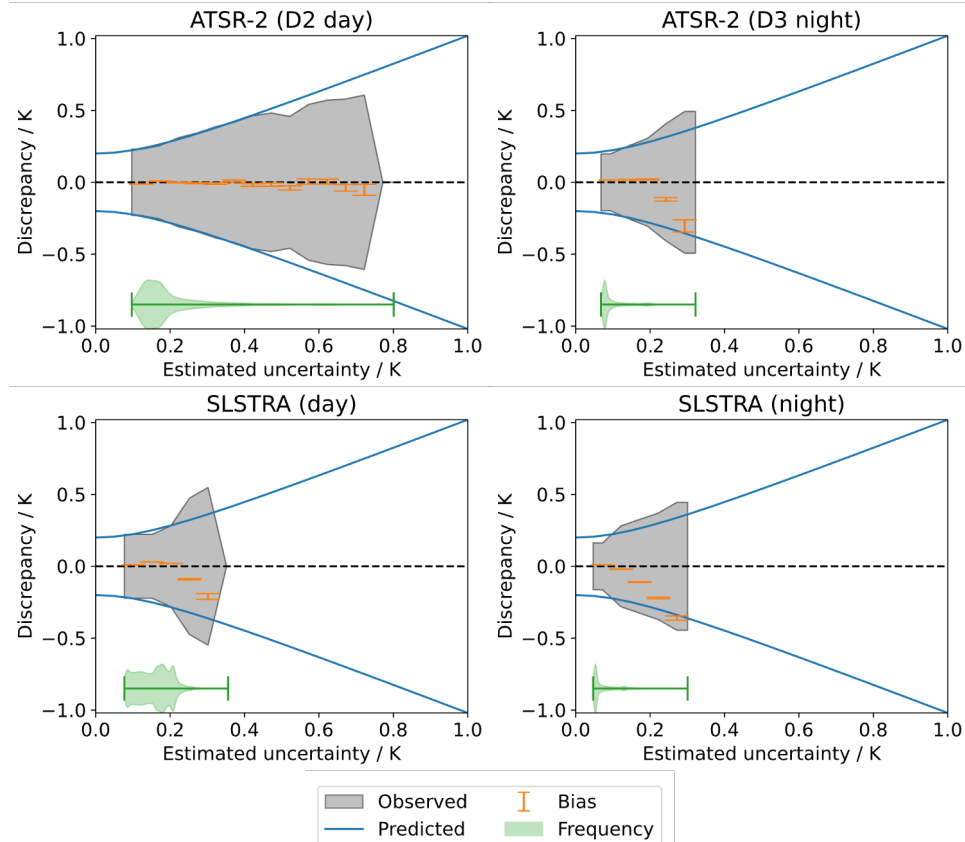 ATSR-2 (D2 day)
1.0
0.5
0.0
−0.5
−1.0
Discrepancy / K
0.0 0.2 0.4 0.6 0.8 1.0
Estimated uncertainty / K
ATSR-2 (D3 night)
1.0
0.5
0.0
−0.5
−1.0
Discrepancy / K
0.0 0.2 0.4 0.6 0.8 1.0
Estimated uncertainty / K
SLSTRA (day)
1.0
0.5
0.0
−0.5
−1.0
Discrepancy / K
0.0 0.2 0.4 0.6 0.8 1.0
Estimated uncertainty / K
SLSTRA (night)
1.0
0.5
0.0
−0.5
−1.0
Discrepancy / K
0.0 0.2 0.4 0.6 0.8 1.0
Estimated uncertainty / K
Observed Bias
Predicted Frequency